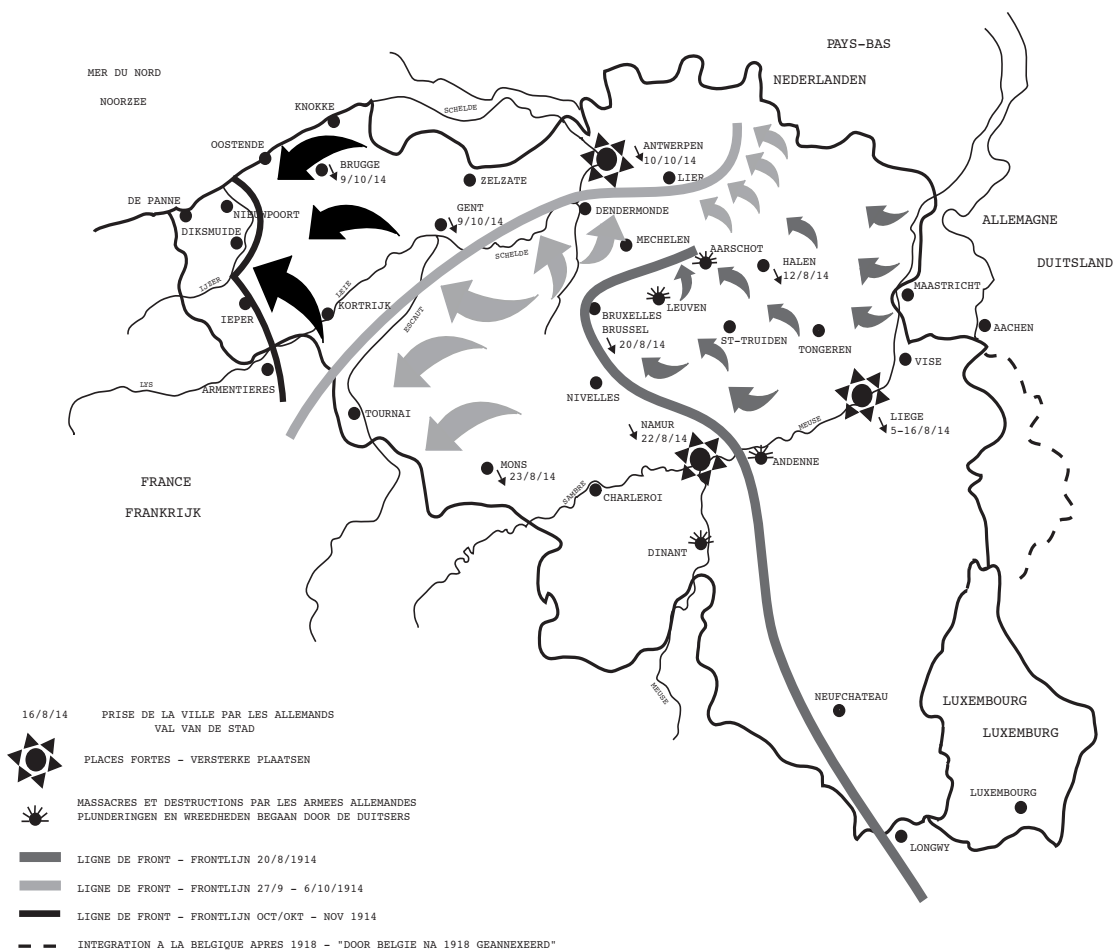 PAYS-BAS
MER DU NORD
NEDERLANDEN
NOORZEE
KNOKKE
SCHELDE
OOSTENDE
ANTWERPEN
10/10/14
BRUGGE
9/10/14
ZELZATE
LIER
DE PANNE
NIEUWPOORT
GENT
9/10/14
DENDERMONDE
ALLEMAGNE
DIKSMUIDE
MECHELEN
SCHELDE
AARSCHOT
HALEN
12/8/14
DUITSLAND
IJZER
LEIE
MAASTRICHT
KORTRIJK
LEUVEN
IEPER
ESCAUT
BRUXELLES
BRUSSEL
20/8/14
ST-TRUIDEN
TONGEREN
AACHEN
VISE
LYS
ARMENTIERES
NIVELLES
TOURNAI
NAMUR
22/8/14
MEUSE
LIEGE
5-16/8/14
MONS
23/8/14
ANDENNE
SAMBRE
CHARLEROI
FRANCE
FRANKRIJK
DINANT
MEUSE
NEUFCHATEAU
LUXEMBOURG
LUXEMBURG
LUXEMBOURG
LONGWY
16/8/14 PRISE DE LA VILLE PAR LES ALLEMANDS
VAL VAN DE STAD
PLACES FORTES - VERSTERKE PLAATSEN
MASSACRES ET DESTRUCTIONS PAR LES ARMEES ALLEMANDES
PLUNDERINGEN EN WREEDHEDEN BEGAAN DOOR DE DUITSERS
LIGNE DE FRONT - FRONTLIJN 20/8/1914
LIGNE DE FRONT - FRONTLIJN 27/9 - 6/10/1914
LIGNE DE FRONT - FRONTLIJN OCT/OKT - NOV 1914
INTEGRATION A LA BELGIQUE APRES 1918 - "DOOR BELGIE NA 1918 GEANNEXEERD"